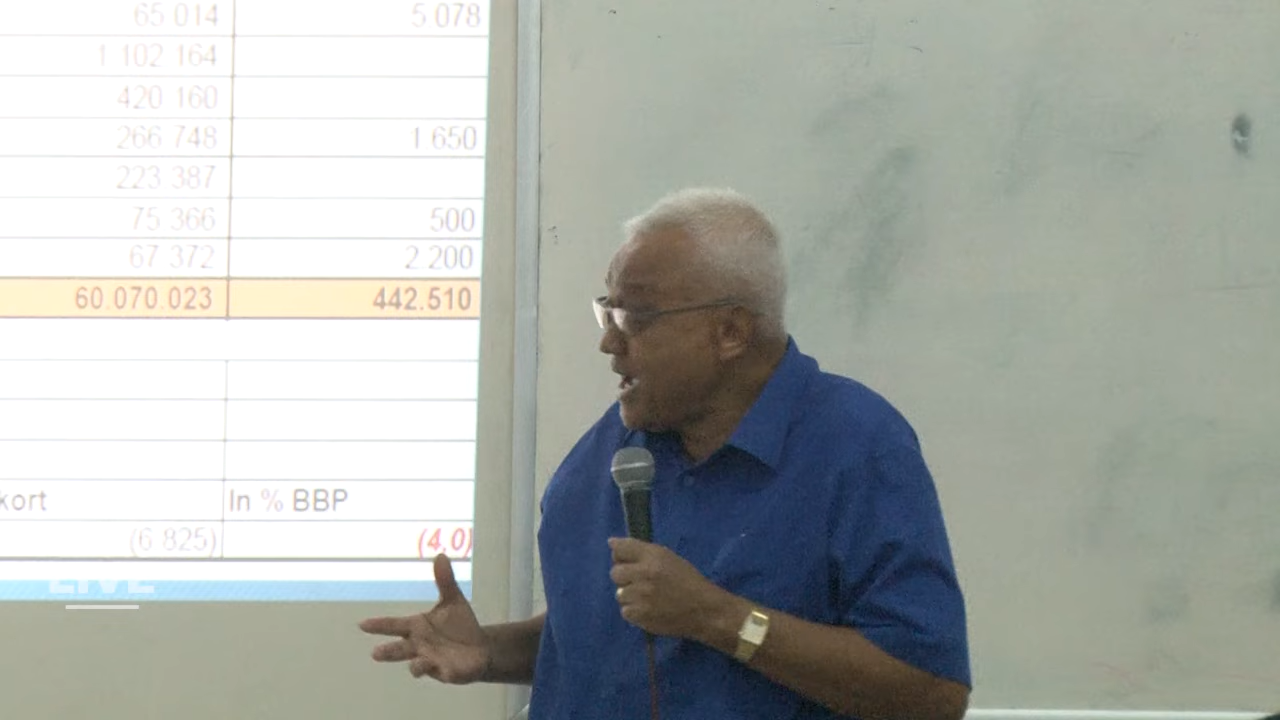 65 014 5 078
1 102 164
420 160
266 748 1 650
223 387
75 366 500
67 372 2 200
60.070.023 442.510
kort In % BBP
(6 825) (4,0)
LIVE